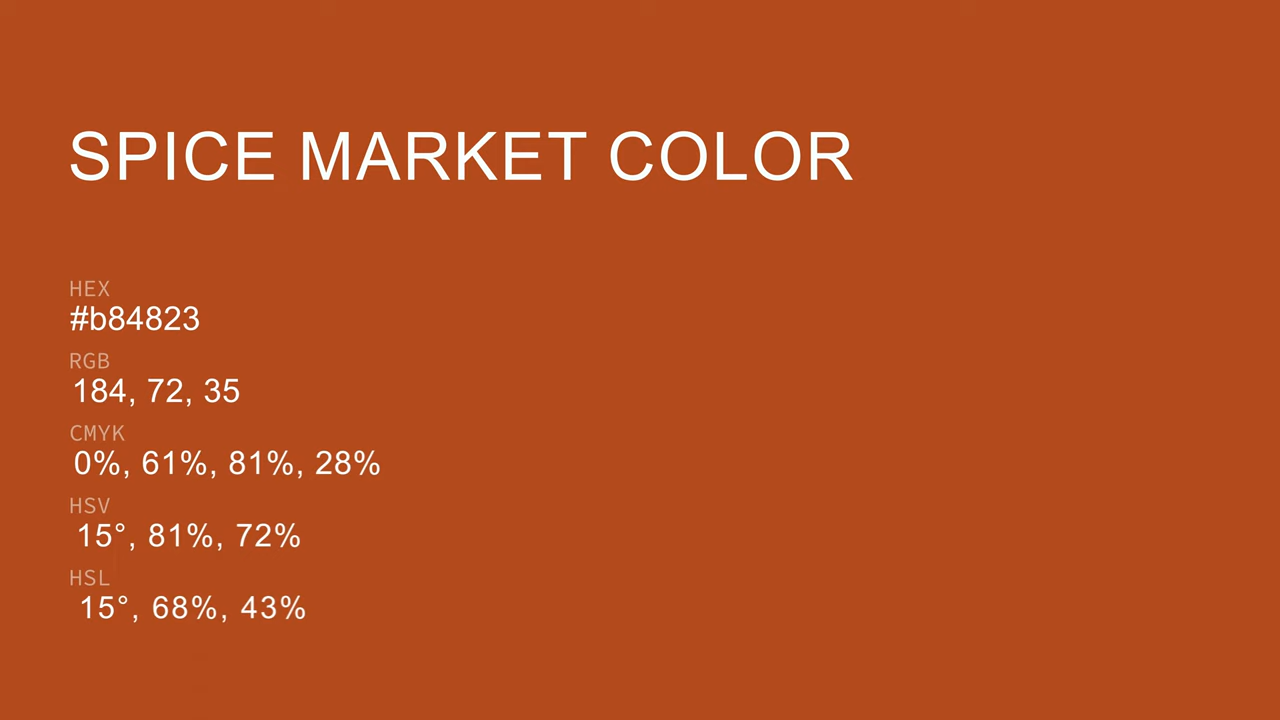 SPICE MARKET COLOR
HEX
#b84823
RGB
184, 72, 35
CMYK
0%, 61%, 81%, 28%
HSV
15°, 81%, 72%
HSL
15°, 68%, 43%